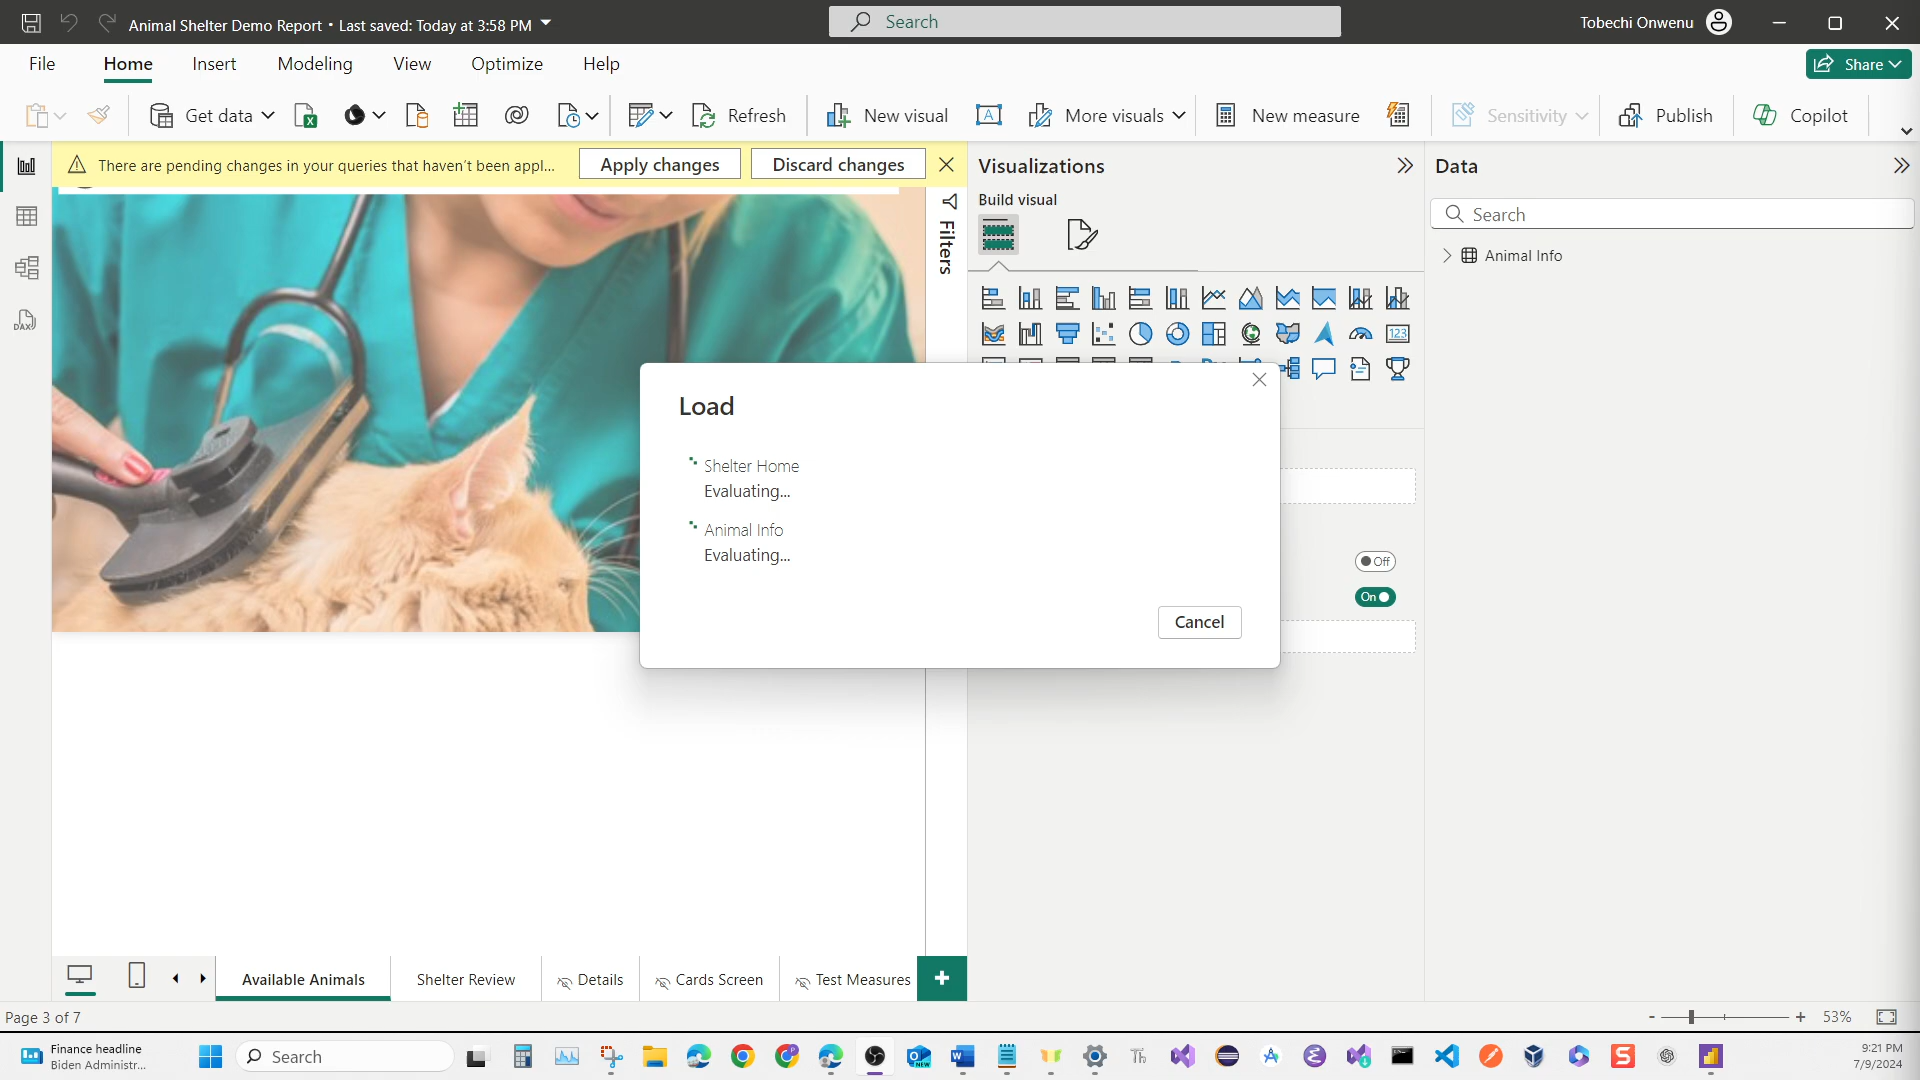 Animal Shelter Demo Report • Last saved: Today at 3:58 PM
Search
Tobechi Onwenu
File
Home
Insert
Modeling
View
Optimize
Help
Share
Get data
Refresh
New visual
More visuals
New measure
Sensitivity
Publish
Copilot
There are pending changes in your queries that haven't been appl...
Apply changes
Discard changes
Visualizations
Data
Build visual
Search
Filters
Animal Info
DAX
123
Load
Shelter Home
Evaluating...
Animal Info
Evaluating...
Off
On
Cancel
Available Animals
Shelter Review
Details
Cards Screen
Test Measures
+
Page 3 of 7
- + 53%
Finance headline
Biden Administr...
Search
NEW
Th
9:21 PM
7/9/2024